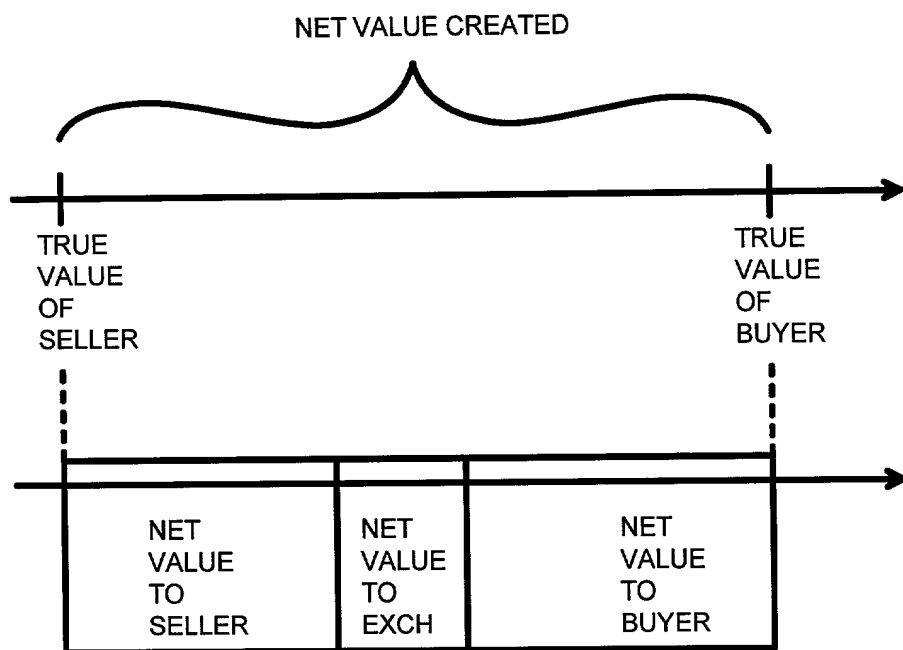 NET VALUE CREATED
TRUE
VALUE
OF
SELLER
TRUE
VALUE
OF
BUYER
NET
VALUE
TO
SELLER
NET
VALUE
TO
EXCH
NET
VALUE
TO
BUYER